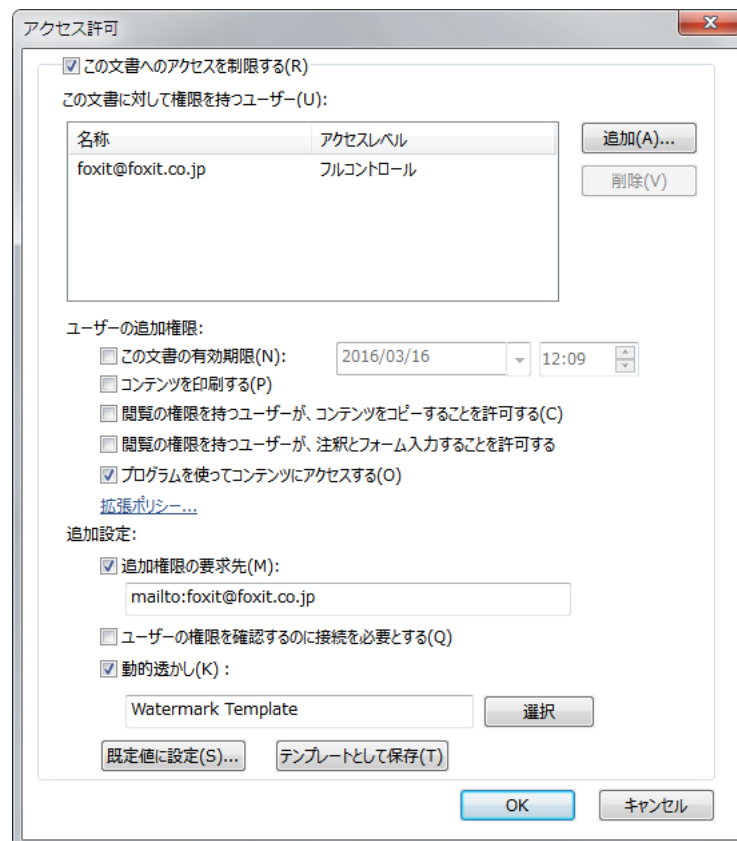 アクセス許可
この文書へのアクセスを制限する(R)
この文書に対して権限を持つユーザー(U):
名称 アクセスレベル
追加(A)...
foxit@foxit.co.jp フルコントロール
削除(V)
ユーザーの追加権限:
この文書の有効期限(N): 2016/03/16 12:09
コンテンツを印刷する(P)
閲覧の権限を持つユーザーが、コンテンツをコピーすることを許可する(C)
閲覧の権限を持つユーザーが、注釈とフォーム入力することを許可する
プログラムを使ってコンテンツにアクセスする(O)
拡張ポリシー...
追加設定:
追加権限の要求先(M):
mailto:foxit@foxit.co.jp
ユーザーの権限を確認するのに接続を必要とする(Q)
動的透かし(K) :
Watermark Template 選択
既定値に設定(S)... テンプレートとして保存(T)
OK キャンセル